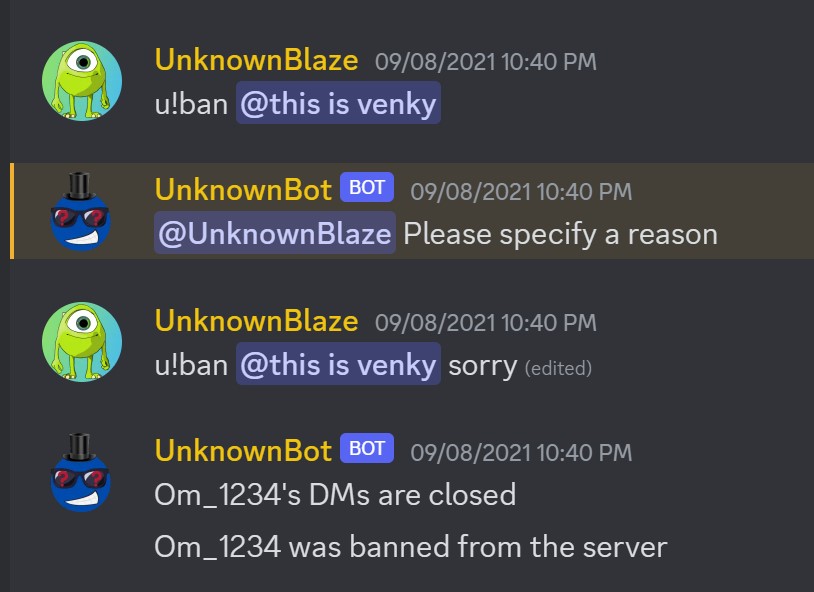 UnknownBlaze 09/08/2021 10:40 PM
u!ban @this is venky
UnknownBot BOT 09/08/2021 10:40 PM
@UnknownBlaze Please specify a reason
UnknownBlaze 09/08/2021 10:40 PM
u!ban @this is venky sorry (edited)
UnknownBot BOT 09/08/2021 10:40 PM
Om_1234's DMs are closed
Om_1234 was banned from the server